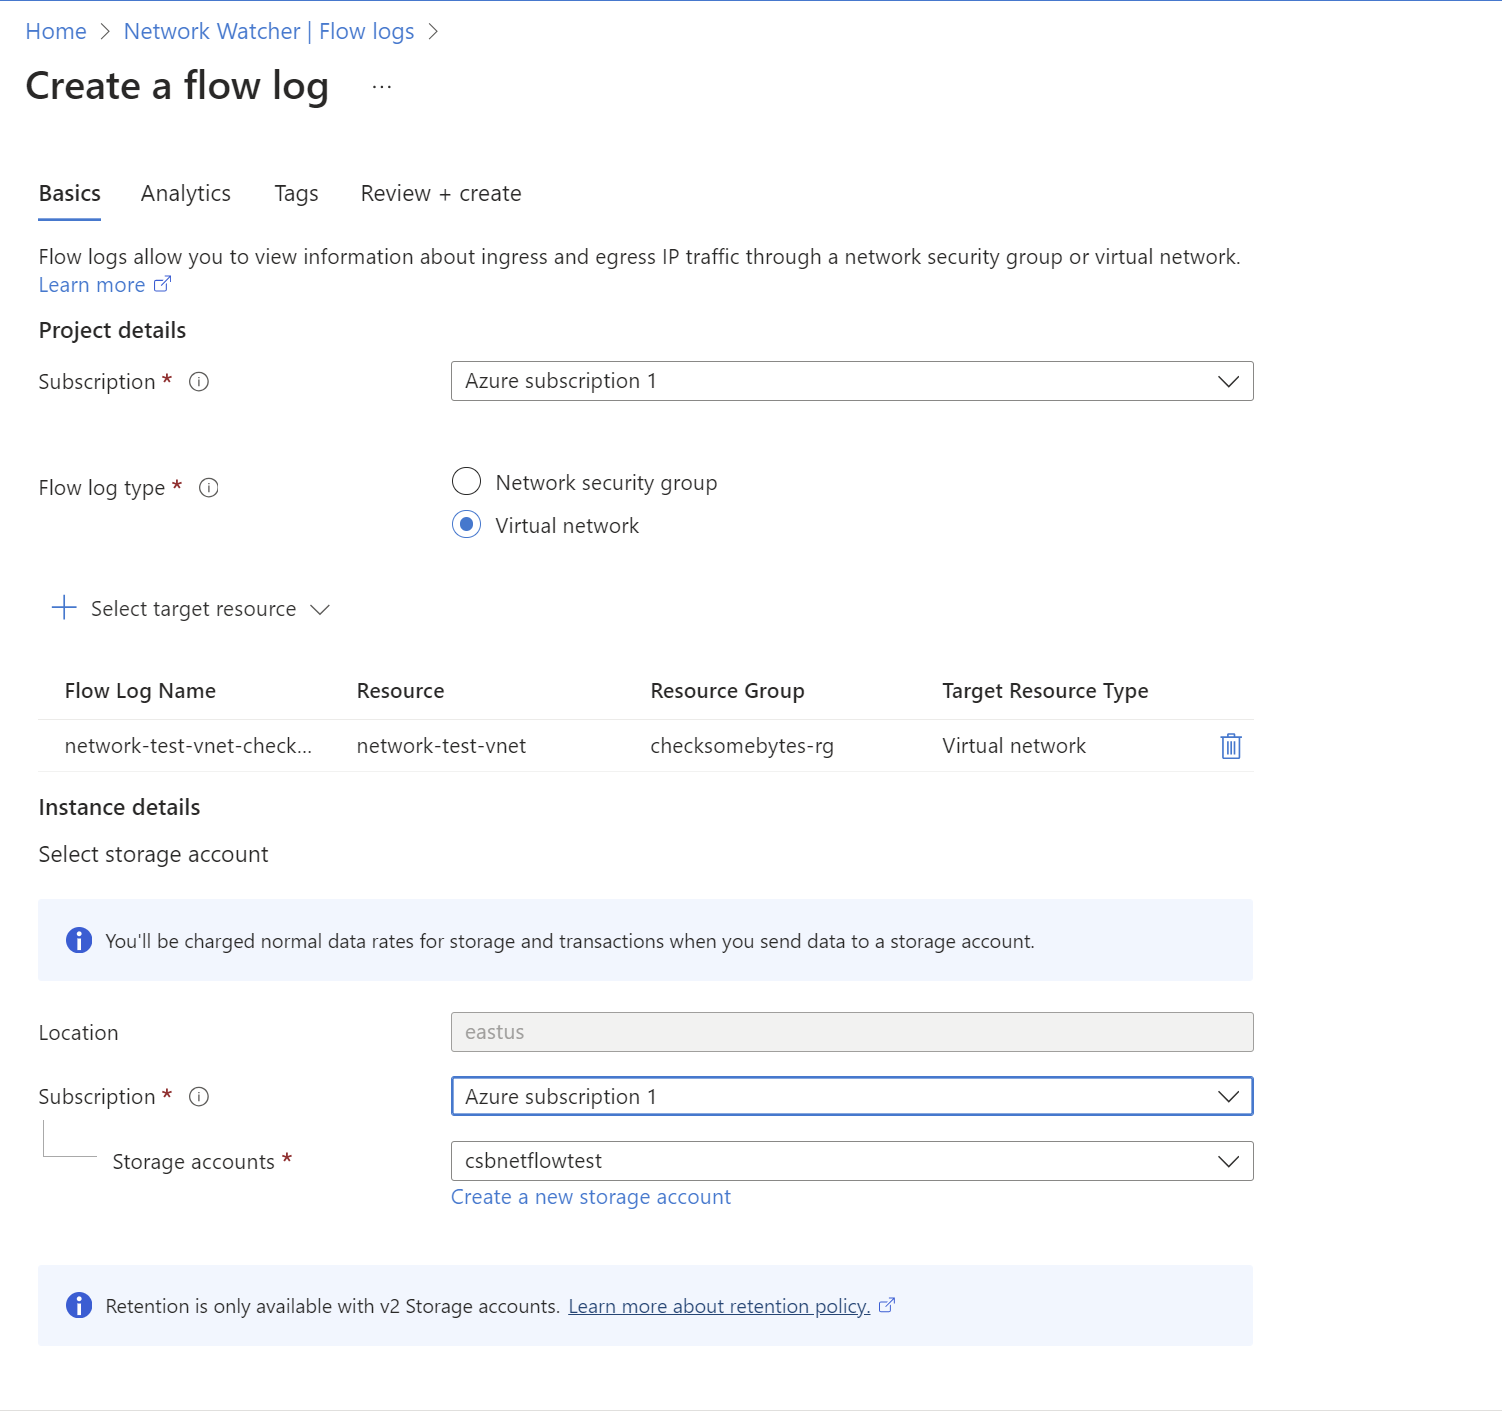 Home > Network Watcher | Flow logs >
Create a flow log ...
Basics Analytics Tags Review + create
Flow logs allow you to view information about ingress and egress IP traffic through a network security group or virtual network.
Learn more
Project details
Subscription * Azure subscription 1
Flow log type * Network security group
Virtual network
Select target resource
Flow Log Name Resource Resource Group Target Resource Type
network-test-vnet-check... network-test-vnet checksomebytes-rg Virtual network
Instance details
Select storage account
You'll be charged normal data rates for storage and transactions when you send data to a storage account.
Location eastus
Subscription * Azure subscription 1
Storage accounts * csbnetflowtest
Create a new storage account
Retention is only available with v2 Storage accounts. Learn more about retention policy.